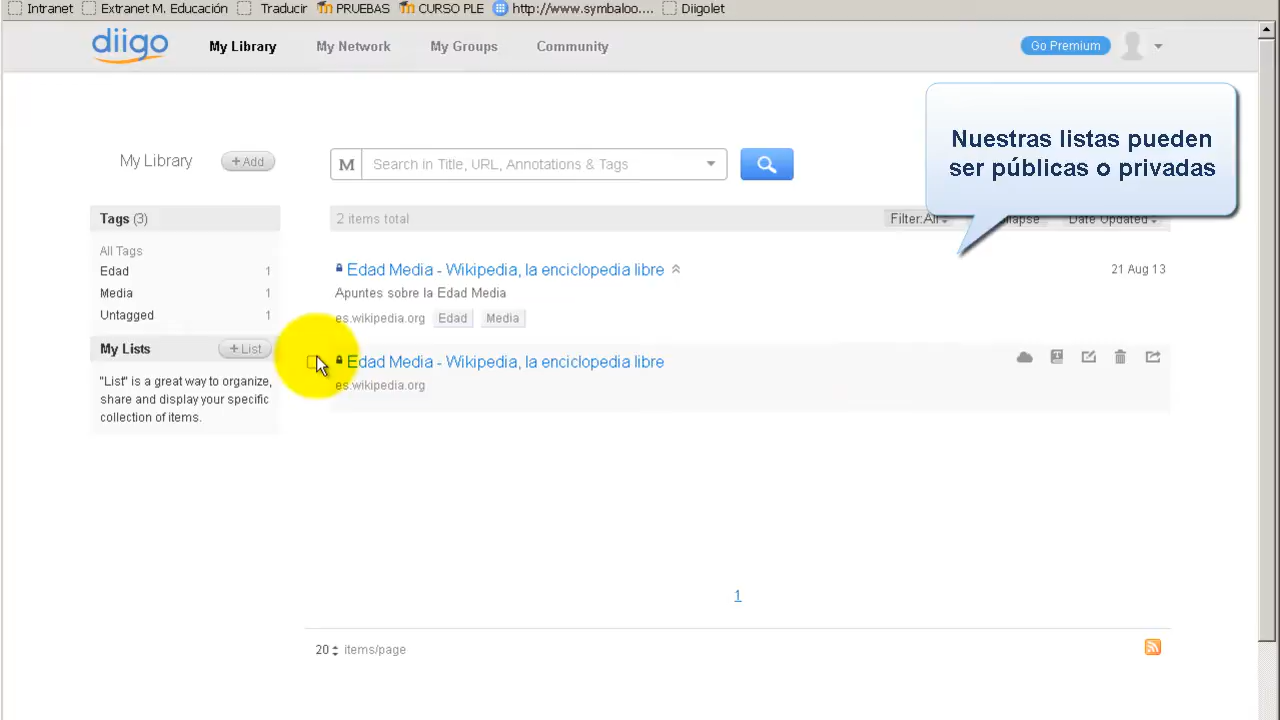 Intranet Extranet M. Educación Traducir PRUEBAS CURSO PLE http://www.symbaloo.... Diigolet
diigo My Library My Network My Groups Community Go Premium
Nuestras listas pueden
ser públicas o privadas
My Library + Add M Search in Title, URL, Annotations & Tags
Tags (3) 2 items total Filter:All Date Updated
All Tags
Edad 1
Media 1
Untagged 1
My Lists + List
"List" is a great way to organize,
share and display your specific
collection of items.
Edad Media - Wikipedia, la enciclopedia libre 21 Aug 13
Apuntes sobre la Edad Media
es.wikipedia.org Edad Media
Edad Media - Wikipedia, la enciclopedia libre
es.wikipedia.org
1
20 items/page